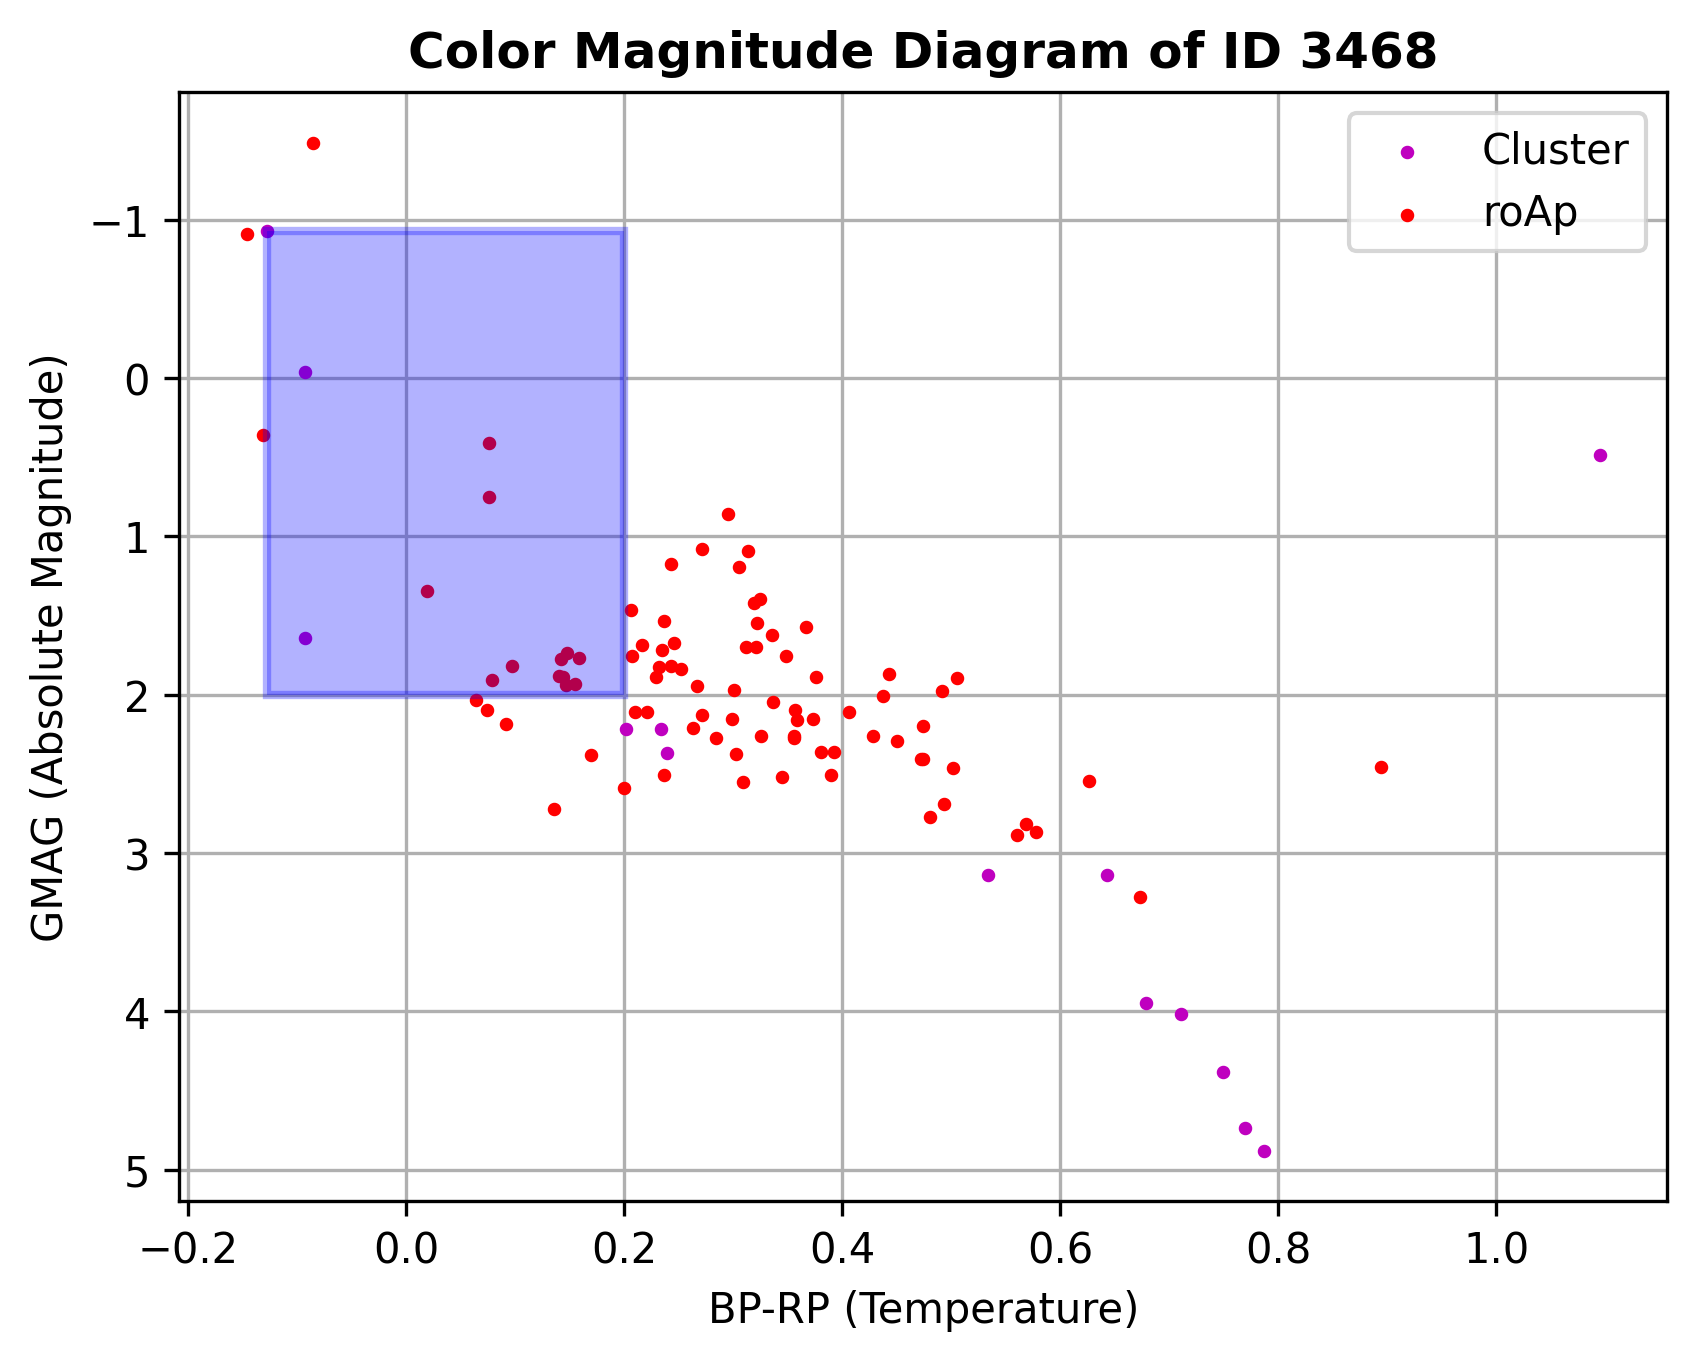 Color Magnitude Diagram of ID 3468
Cluster
roAp
−1
0
1
2
3
4
5
GMAG (Absolute Magnitude)
−0.2 0.0 0.2 0.4 0.6 0.8 1.0
BP-RP (Temperature)